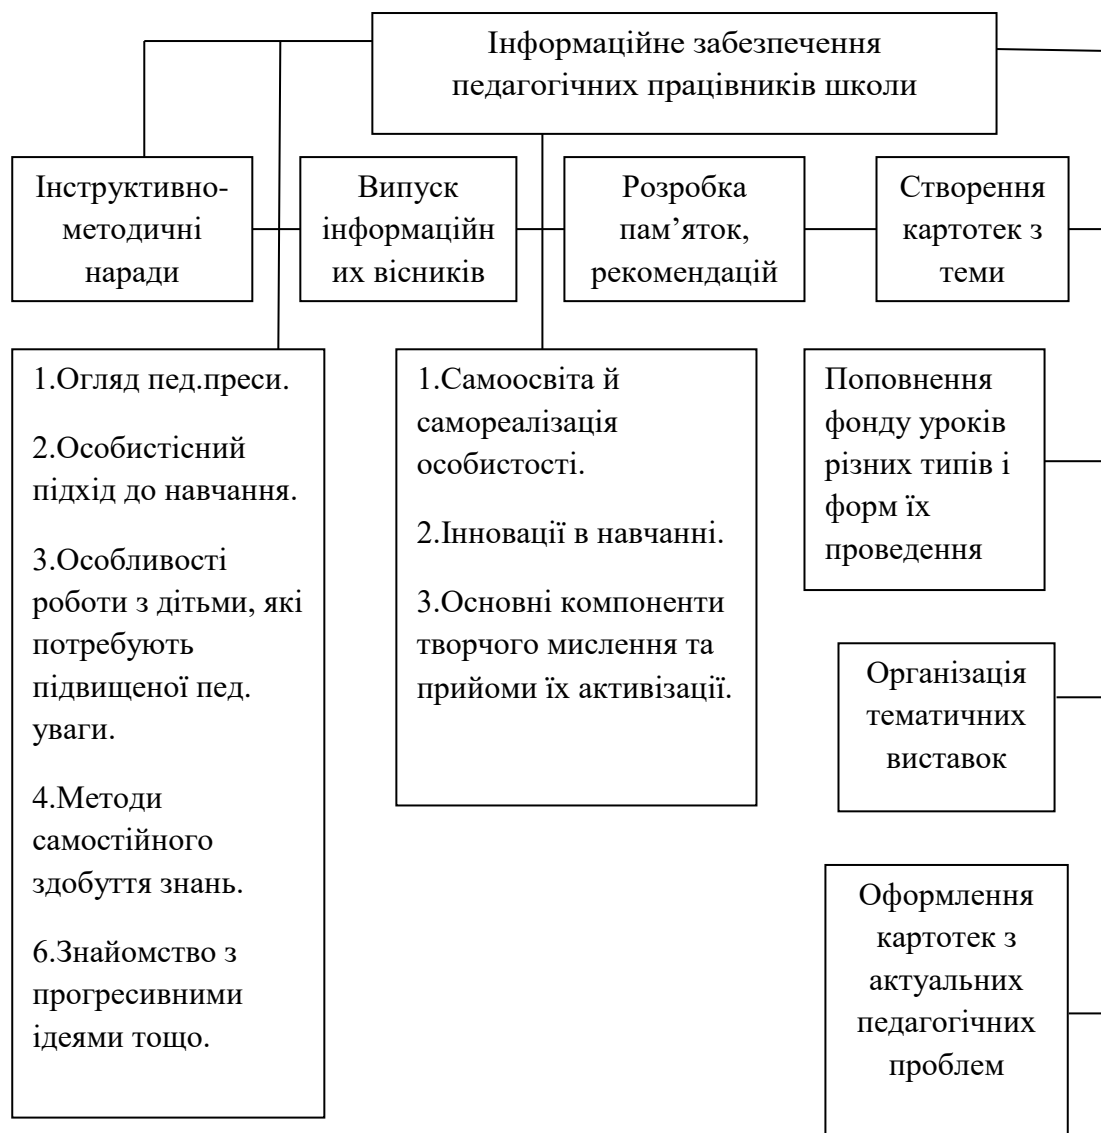 Інформаційне забезпечення
педагогічних працівників школи
Інструктивно-
методичні
наради
Випуск
інформаційн
их вісників
Розробка
пам’яток,
рекомендацій
Створення
картотек з
теми
1.Огляд пед.преси.
2.Особистісний
підхід до навчання.
3.Особливості
роботи з дітьми, які
потребують
підвищеної пед.
уваги.
4.Методи
самостійного
здобуття знань.
6.Знайомство з
прогресивними
ідеями тощо.
1.Самоосвіта й
самореалізація
особистості.
2.Інновації в навчанні.
3.Основні компоненти
творчого мислення та
прийоми їх активізації.
Поповнення
фонду уроків
різних типів і
форм їх
проведення
Організація
тематичних
виставок
Оформлення
картотек з
актуальних
педагогічних
проблем